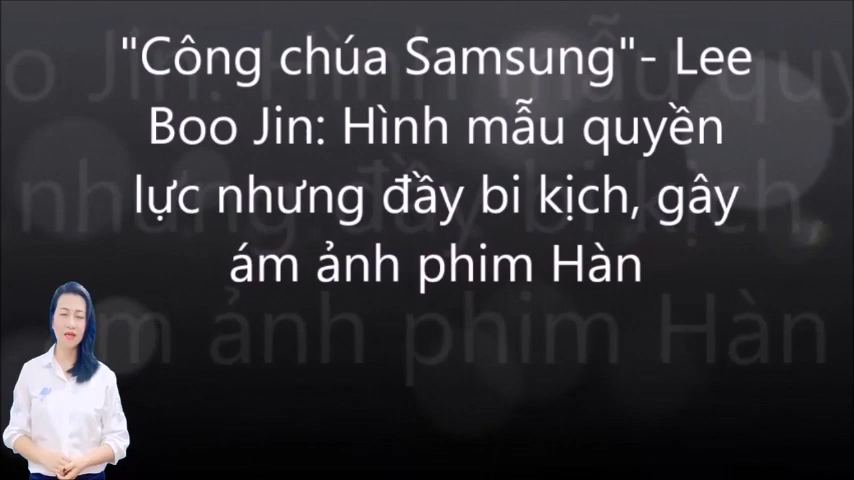 "Công chúa Samsung"- Lee
Boo Jin: Hình mẫu quyền
lực nhưng đầy bi kịch, gây
ám ảnh phim Hàn